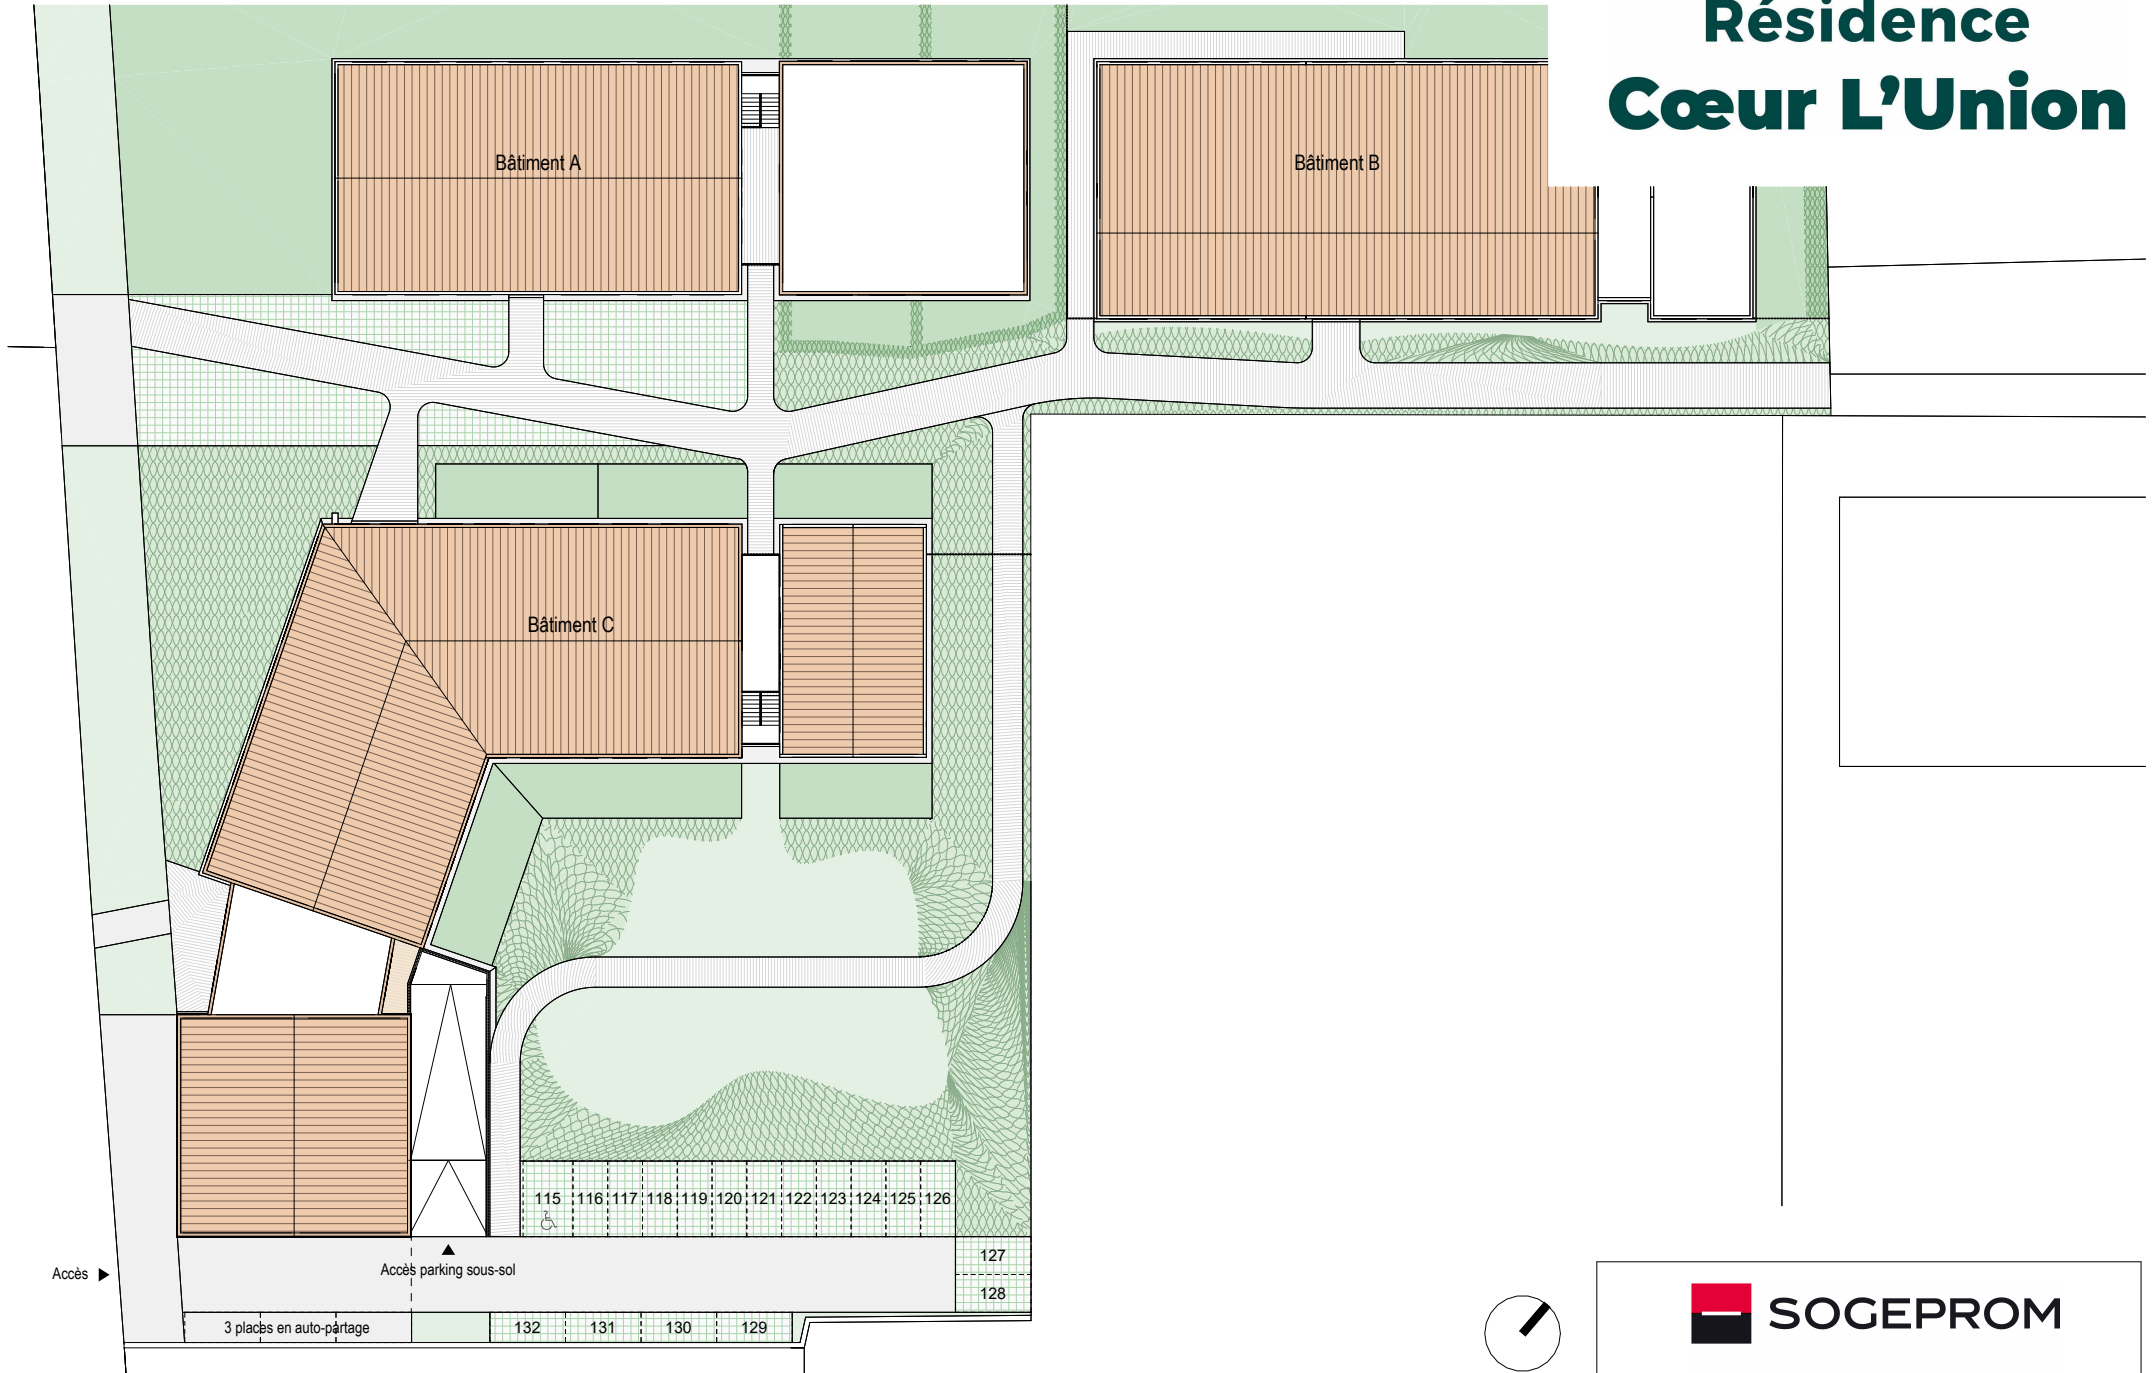 Résidence
Cœur L'Union
Bâtiment A
Bâtiment B
Bâtiment C
115 116 117 118 119 120 121 122 123 124 125 126
127
128
Accès
Accès parking sous-sol
3 places en auto-partage
132 131 130 129
SOGEPROM